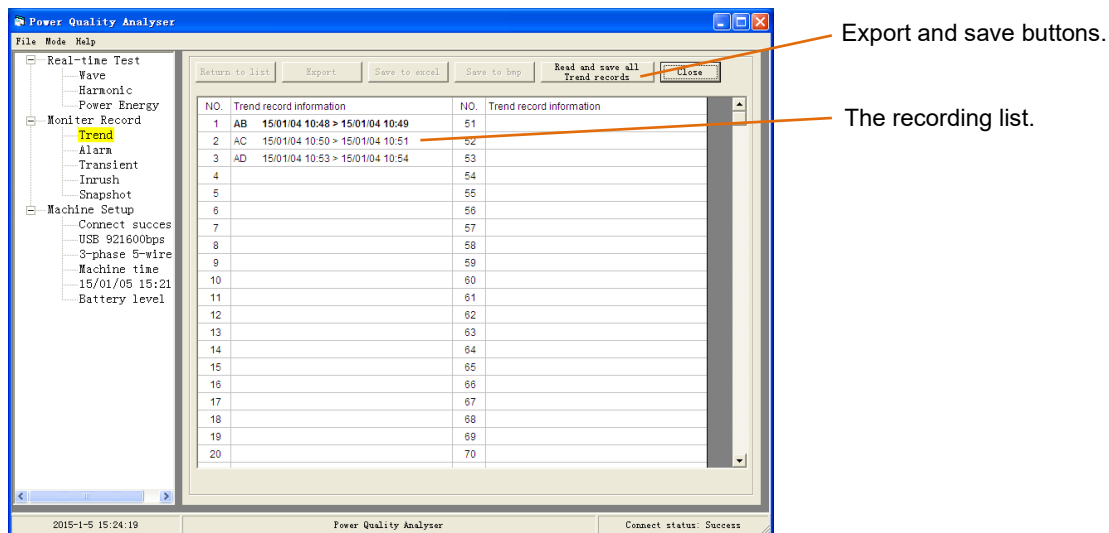 Power Quality Analyser
File Mode Help
Export and save buttons.
Real-time Test
Wave
Harmonic
Power Energy
Moniter Record
Trend
Alarm
Transient
Inrush
Snapshot
Machine Setup
Connect succes
USB 921600bps
3-phase 5-wire
Machine time
15/01/05 15:21
Battery level
Return to list Export Save to excel Save to bmp Read and save all Trend records Close
The recording list.
NO. Trend record information NO. Trend record information
1 AB 15/01/04 10:48 > 15/01/04 10:49 51
2 AC 15/01/04 10:50 > 15/01/04 10:51 52
3 AD 15/01/04 10:53 > 15/01/04 10:54 53
4 54
5 55
6 56
7 57
8 58
9 59
10 60
11 61
12 62
13 63
14 64
15 65
16 66
17 67
18 68
19 69
20 70
2015-1-5 15:24:19 Power Quality Analyser Connect status: Success